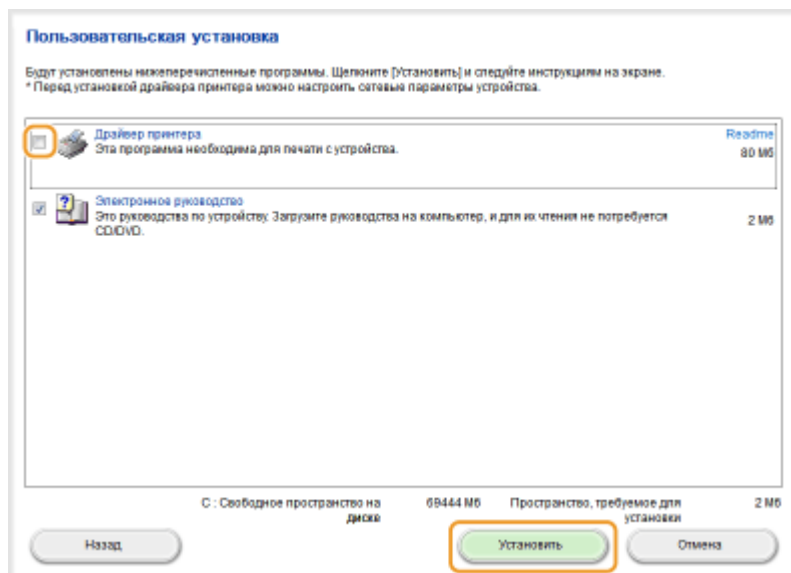 Пользовательская установка
Будут установлены нижеперечисленные программы. Щелкните [Установить] и следуйте инструкциям на экране.
* Перед установкой драйвера принтера можно настроить сетевые параметры устройства.
Драйвер принтера Readme
Эта программа необходима для печати с устройства. 80 Мб
Электронное руководство
Это руководства по устройству. Загрузите руководства на компьютер, и для их чтения не потребуется 2 Мб
CD/DVD.
C : Свободное пространство на 69444 Мб Пространство, требуемое для 2 Мб
диске установки
Назад Установить Отмена